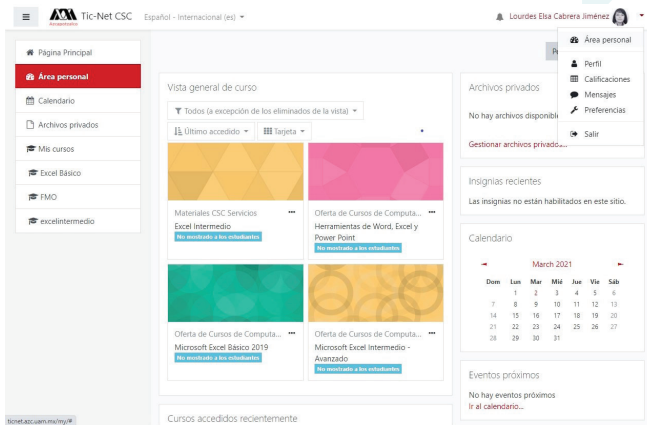 Azcapotzalco
Tic-Net CSC
Español - Internacional (es)
Lourdes Elsa Cabrera Jiménez
Área personal
Perfil
Calificaciones
Mensajes
Preferencias
Salir
Página Principal
Área personal
Calendario
Archivos privados
Mis cursos
Excel Básico
FMO
excelintermedio
Vista general de curso
Todos (a excepción de los eliminados de la vista)
Último accedido
Tarjeta
Materiales CSC Servicios
Excel Intermedio
No mostrado a los estudiantes
Oferta de Cursos de Computa...
Herramientas de Word, Excel y
Power Point
No mostrado a los estudiantes
Oferta de Cursos de Computa...
Microsoft Excel Básico 2019
No mostrado a los estudiantes
Oferta de Cursos de Computa...
Microsoft Excel Intermedio -
Avanzado
No mostrado a los estudiantes
Cursos accedidos recientemente
Archivos privados
No hay archivos
Gestionar archivos
Insignias recientes
Las insignias no están habilitados en este sitio.
Calendario
March 2021
Dom Lun Mar Mié Jue Vie Sáb
1 2 3 4 5 6
7 8 9 10 11 12 13
14 15 16 17 18 19 20
21 22 23 24 25 26 27
28 29 30 31
Eventos próximos
No hay eventos próximos
Ir al calendario...
ticnet.azc.uam.mx/my/#